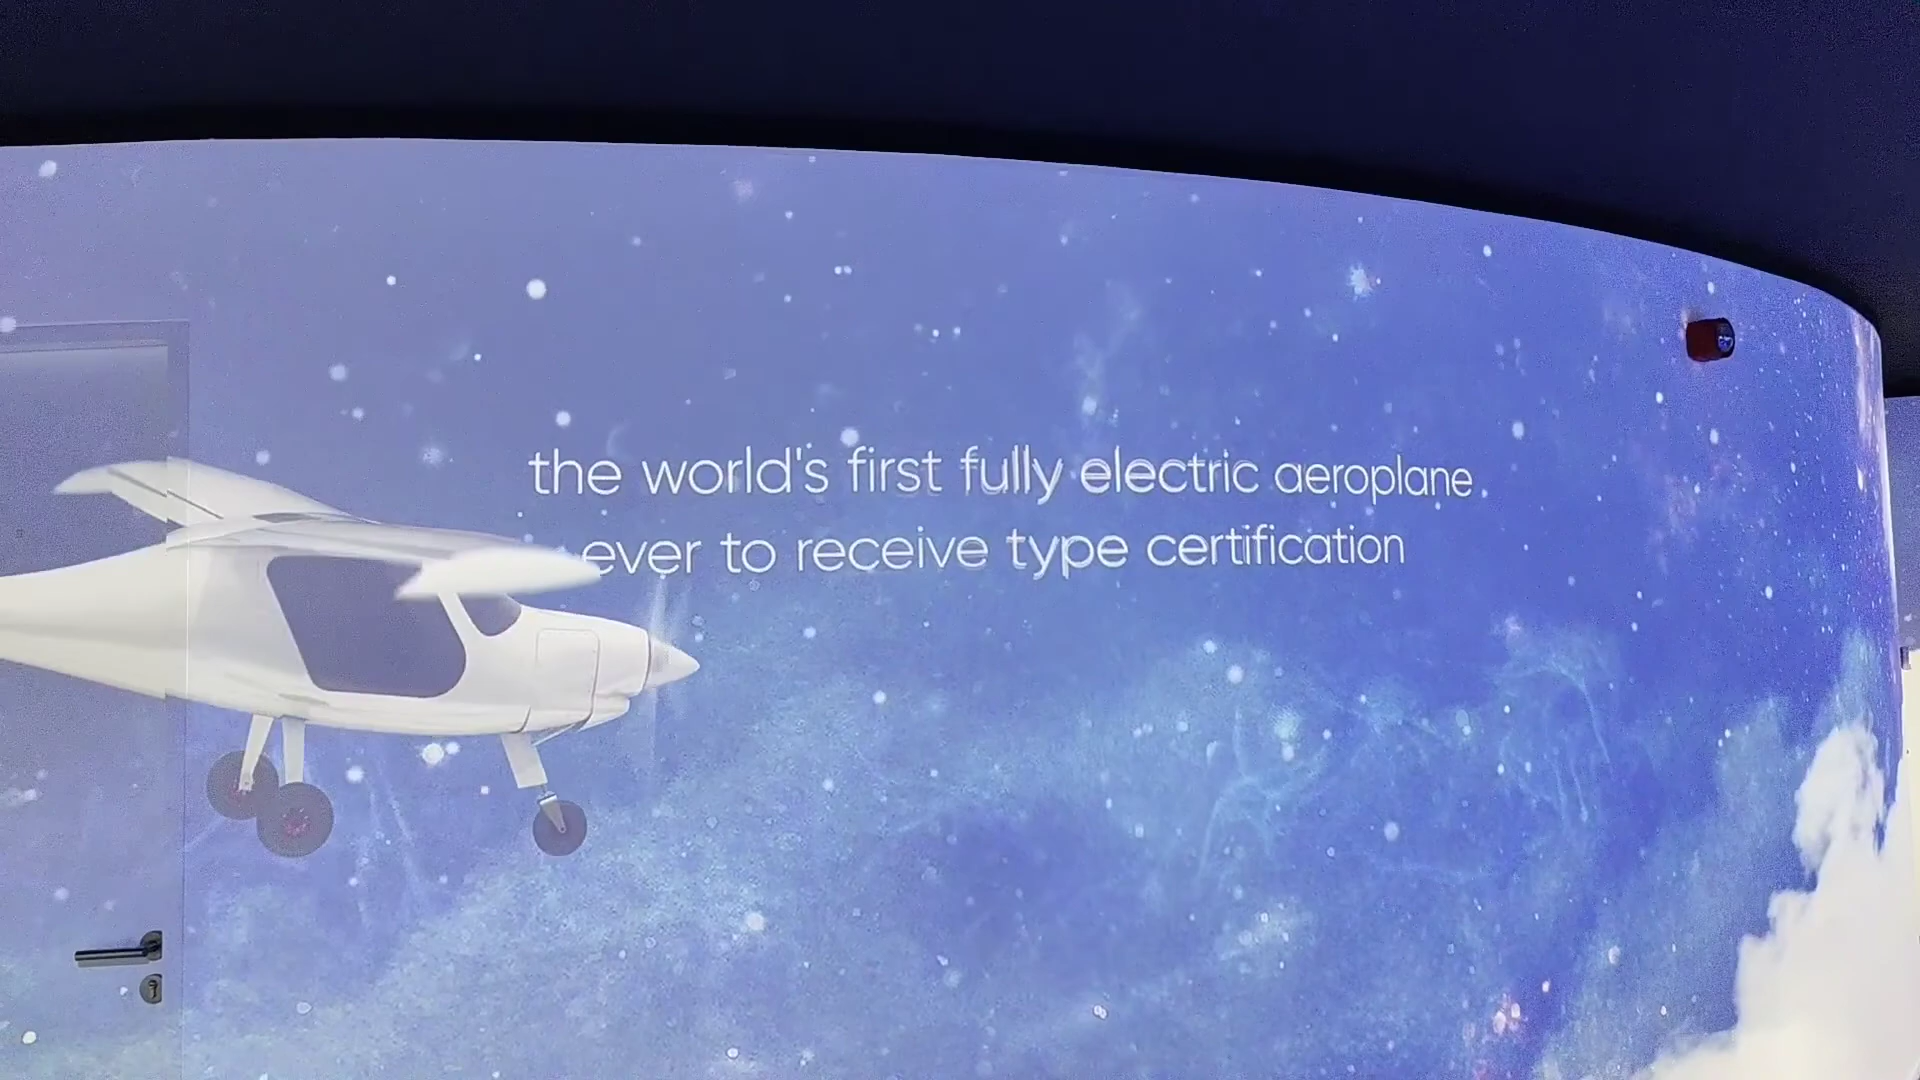 the world's first fully electric aeroplane
ever to receive type certification